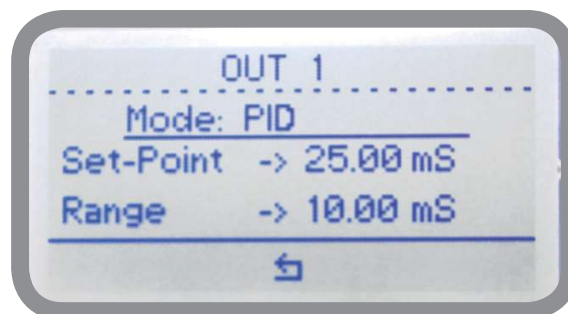 OUT 1
Mode: PID
Set-Point -> 25.00 mS
Range -> 10.00 mS